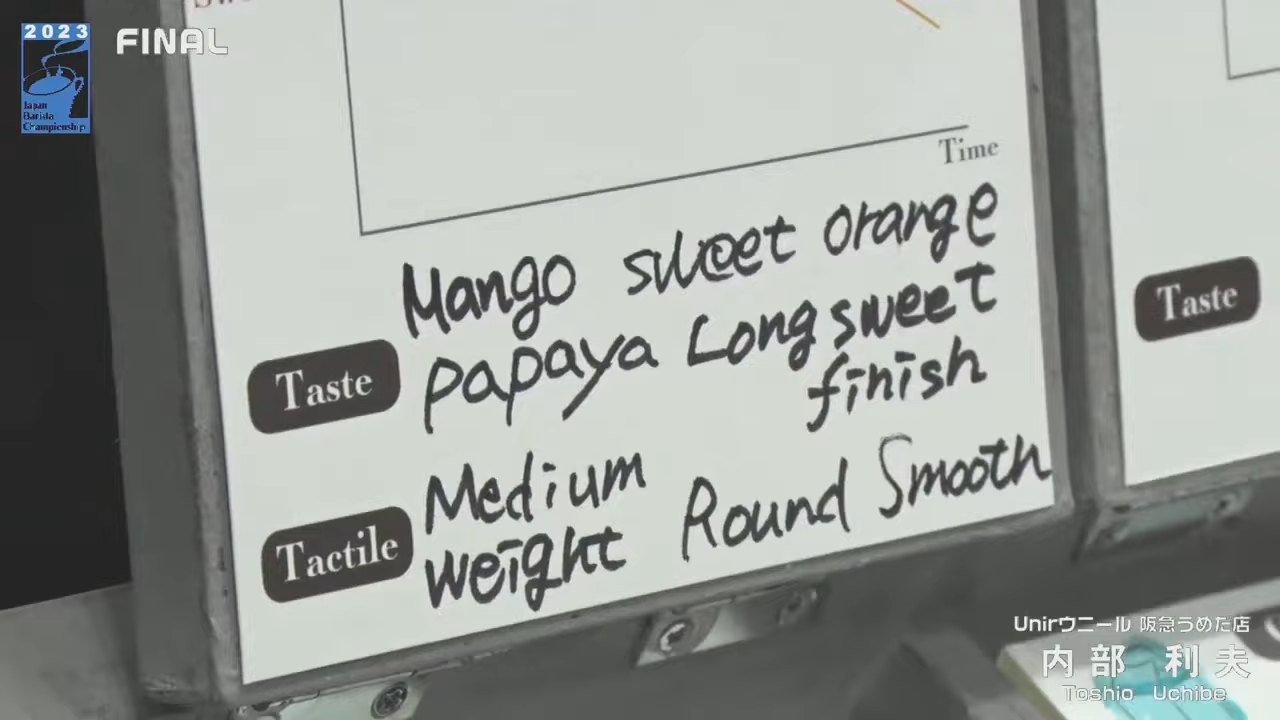 2023
FINAL
Japan
Barista
Championship
Time
Mango sweet orange
Taste
papaya Long sweet
finish
Taste
Medium
Tactile
weight Round Smooth
Unirウニール 阪急うめだ店
内部 利夫
Toshio Uchibe